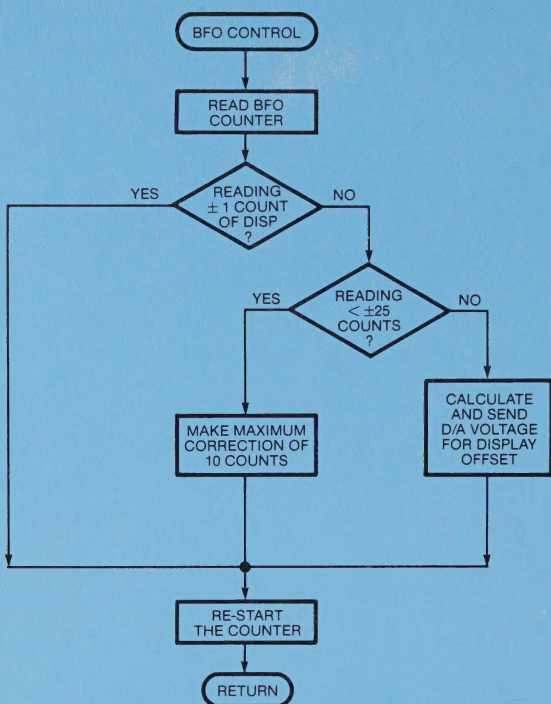 BFO CONTROL
READ BFO
COUNTER
YES
READING
± 1 COUNT
OF DISP
?
NO
YES
READING
< ±25
COUNTS
?
NO
MAKE MAXIMUM
CORRECTION OF
10 COUNTS
CALCULATE
AND SEND
D/A VOLTAGE
FOR DISPLAY
OFFSET
RE-START
THE COUNTER
RETURN